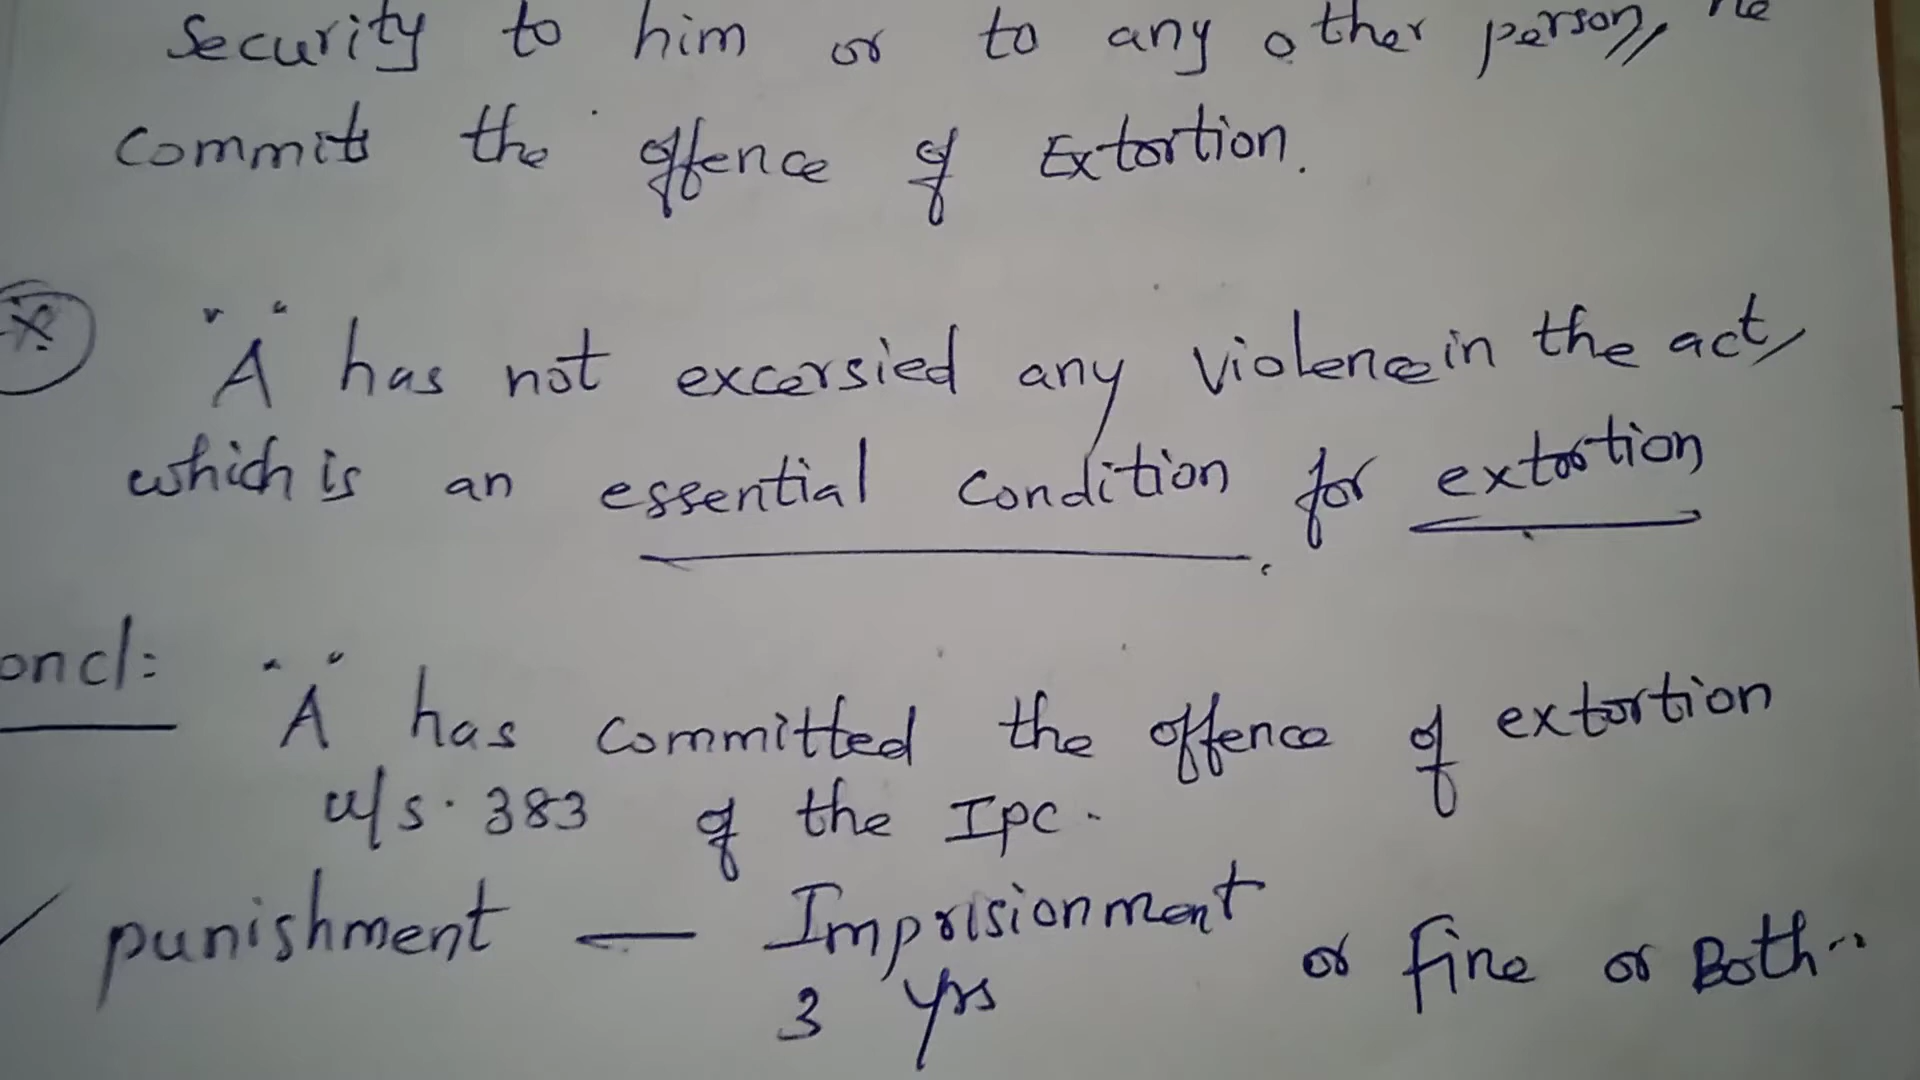 Security to him or to any other person, he
commits the offence of Extortion.
"A" has not excersied any violence in the act,
which is an essential condition for extortion.
oncl: "A" has committed the offence of extortion
u/s. 383 of the Ipc.
punishment — Imprisionment or fine or Both..
3 yrs